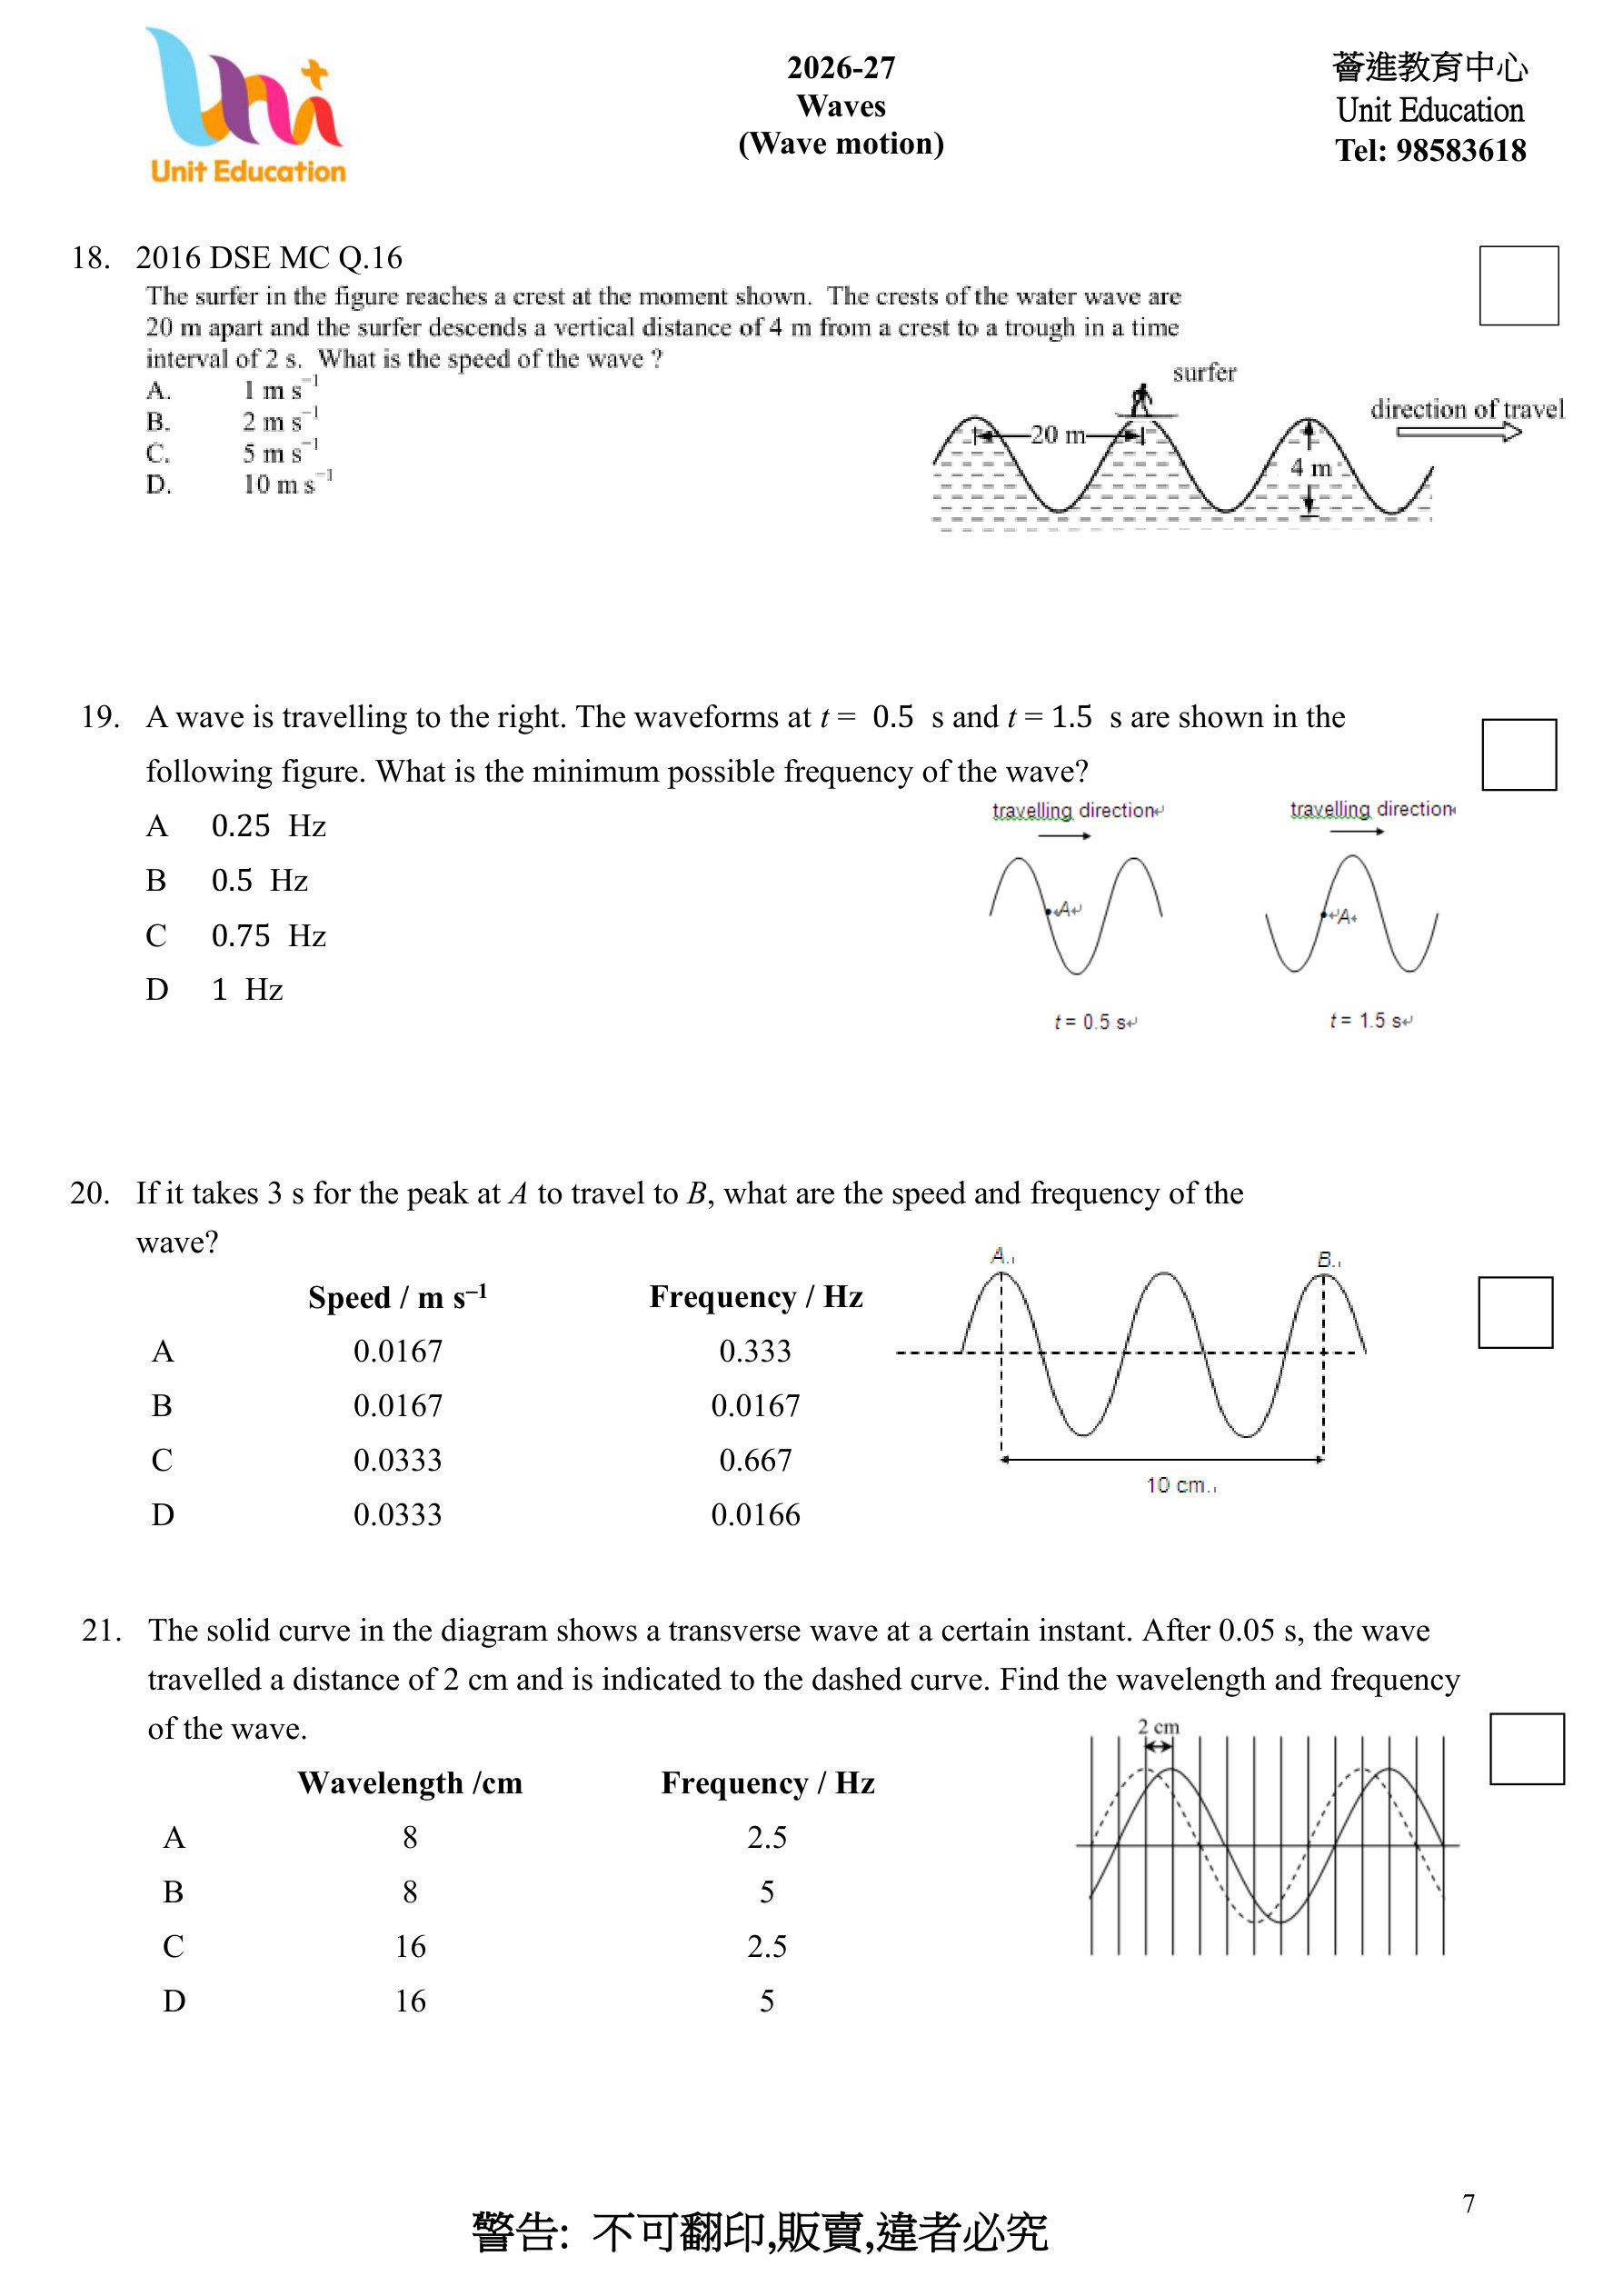 Unit Education
2026-27
Waves
(Wave motion)
薈進教育中心
Unit Education
Tel: 98583618
18. 2016 DSE MC Q.16
The surfer in the figure reaches a crest at the moment shown. The crests of the water wave are
20 m apart and the surfer descends a vertical distance of 4 m from a crest to a trough in a time
interval of 2 s. What is the speed of the wave ?
A. 1 m s⁻¹
B. 2 m s⁻¹
C. 5 m s⁻¹
D. 10 m s⁻¹
surfer
direction of travel
20 m
4 m
19. A wave is travelling to the right. The waveforms at t = 0.5 s and t = 1.5 s are shown in the
following figure. What is the minimum possible frequency of the wave?
A 0.25 Hz
B 0.5 Hz
C 0.75 Hz
D 1 Hz
travelling direction
travelling direction
A
A
t = 0.5 s
t = 1.5 s
20. If it takes 3 s for the peak at A to travel to B, what are the speed and frequency of the
wave?
Speed / m s⁻¹ Frequency / Hz
A 0.0167 0.333
B 0.0167 0.0167
C 0.0333 0.667
D 0.0333 0.0166
A
B
10 cm
21. The solid curve in the diagram shows a transverse wave at a certain instant. After 0.05 s, the wave
travelled a distance of 2 cm and is indicated to the dashed curve. Find the wavelength and frequency
of the wave.
Wavelength /cm Frequency / Hz
A 8 2.5
B 8 5
C 16 2.5
D 16 5
2 cm
7
警告: 不可翻印,販賣,違者必究